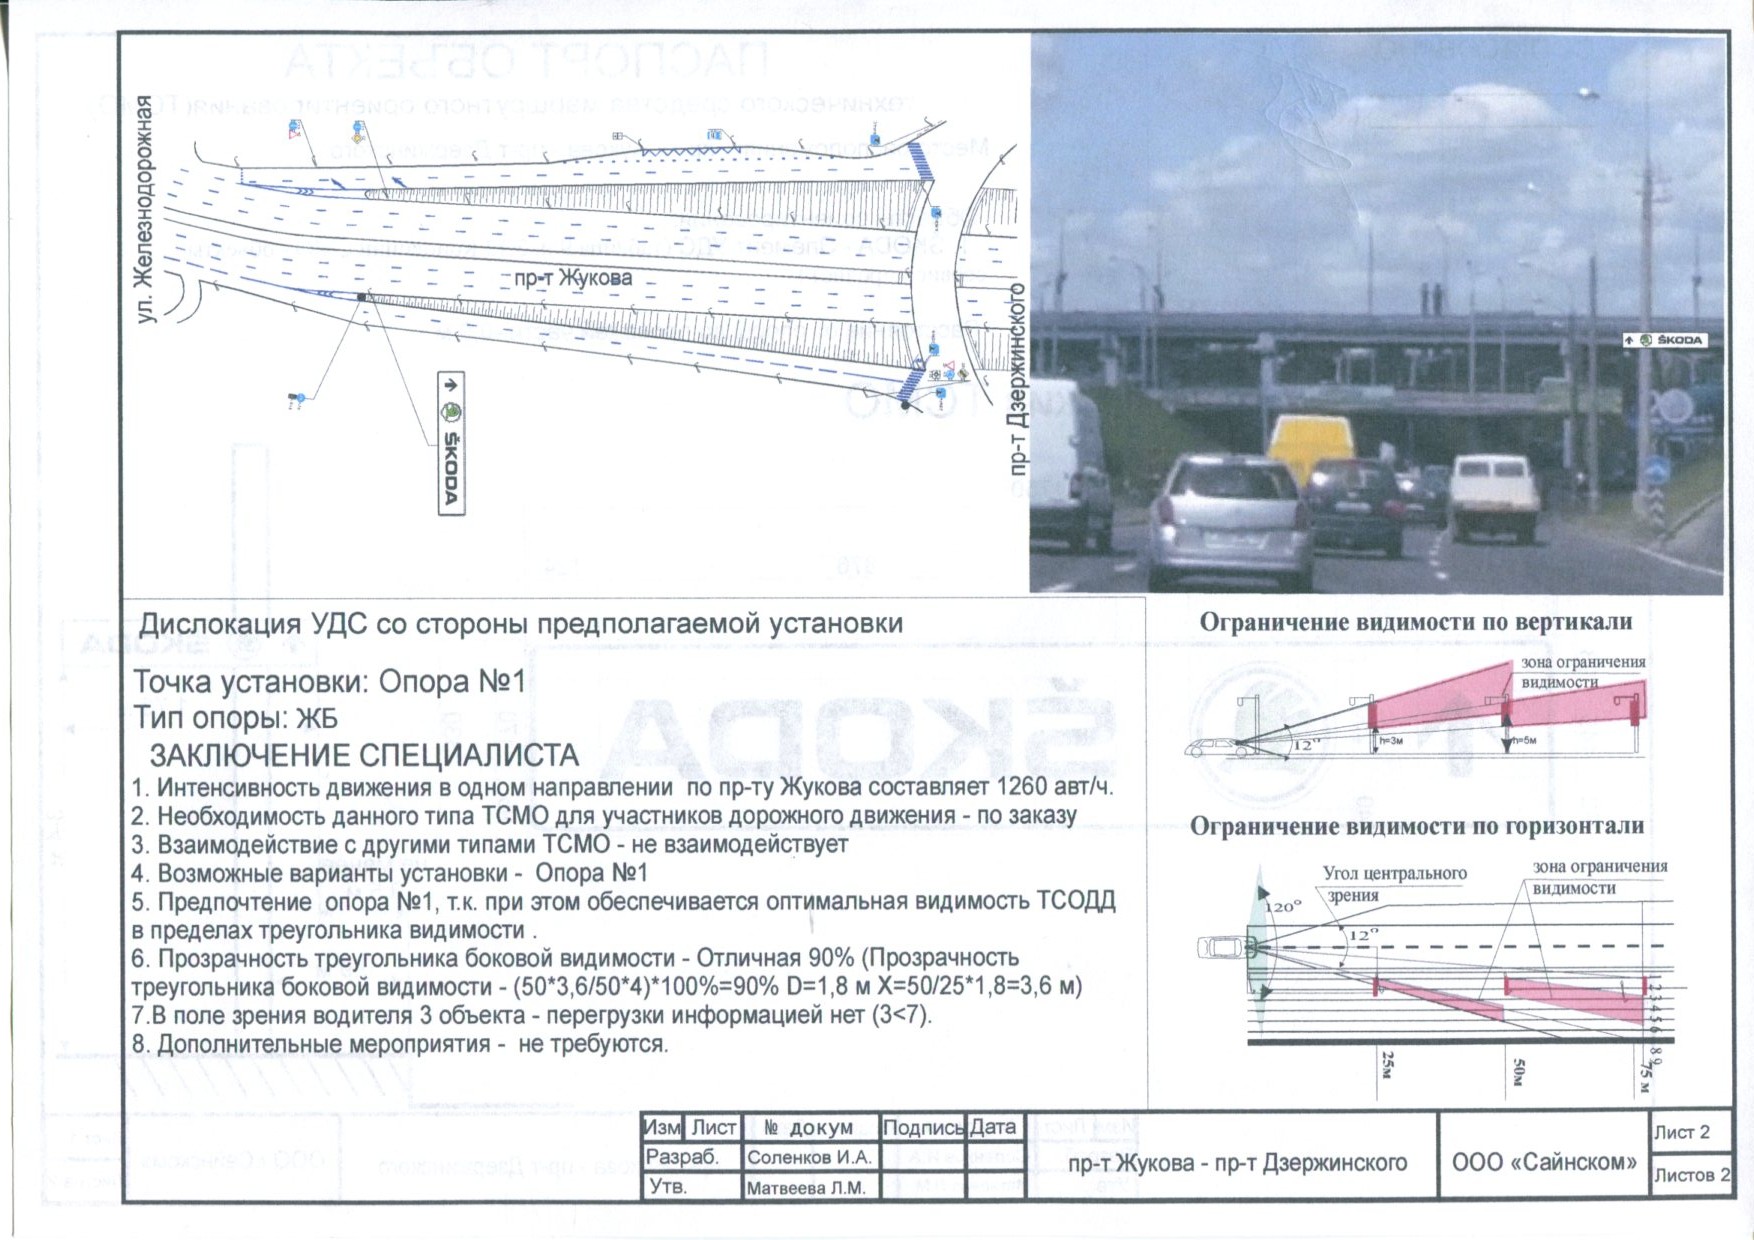 ул. Железнодорожная
пр-т Жукова
пр-т Дзержинского
ŠKODA
ŠKODA
Дислокация УДС со стороны предполагаемой установки
Точка установки: Опора №1
Тип опоры: ЖБ
ЗАКЛЮЧЕНИЕ СПЕЦИАЛИСТА
1. Интенсивность движения в одном направлении по пр-ту Жукова составляет 1260 авт/ч.
2. Необходимость данного типа ТСМО для участников дорожного движения - по заказу
3. Взаимодействие с другими типами ТСМО - не взаимодействует
4. Возможные варианты установки - Опора №1
5. Предпочтение опора №1, т.к. при этом обеспечивается оптимальная видимость ТСОДД
в пределах треугольника видимости .
6. Прозрачность треугольника боковой видимости - Отличная 90% (Прозрачность
треугольника боковой видимости - (50*3,6/50*4)*100%=90% D=1,8 м X=50/25*1,8=3,6 м)
7.В поле зрения водителя 3 объекта - перегрузки информацией нет (3<7).
8. Дополнительные мероприятия - не требуются.
Ограничение видимости по вертикали
зона ограничения
видимости
12°
h=3м
h=5м
Ограничение видимости по горизонтали
Угол центрального
зрения
зона ограничения
видимости
120°
12°
1 2 3 4 5 6 8 9
25м
50м
75 м
Изм Лист № докум Подпись Дата
Разраб. Соленков И.А.
Утв. Матвеева Л.М.
пр-т Жукова - пр-т Дзержинского
ООО «Сайнском»
Лист 2
Листов 2